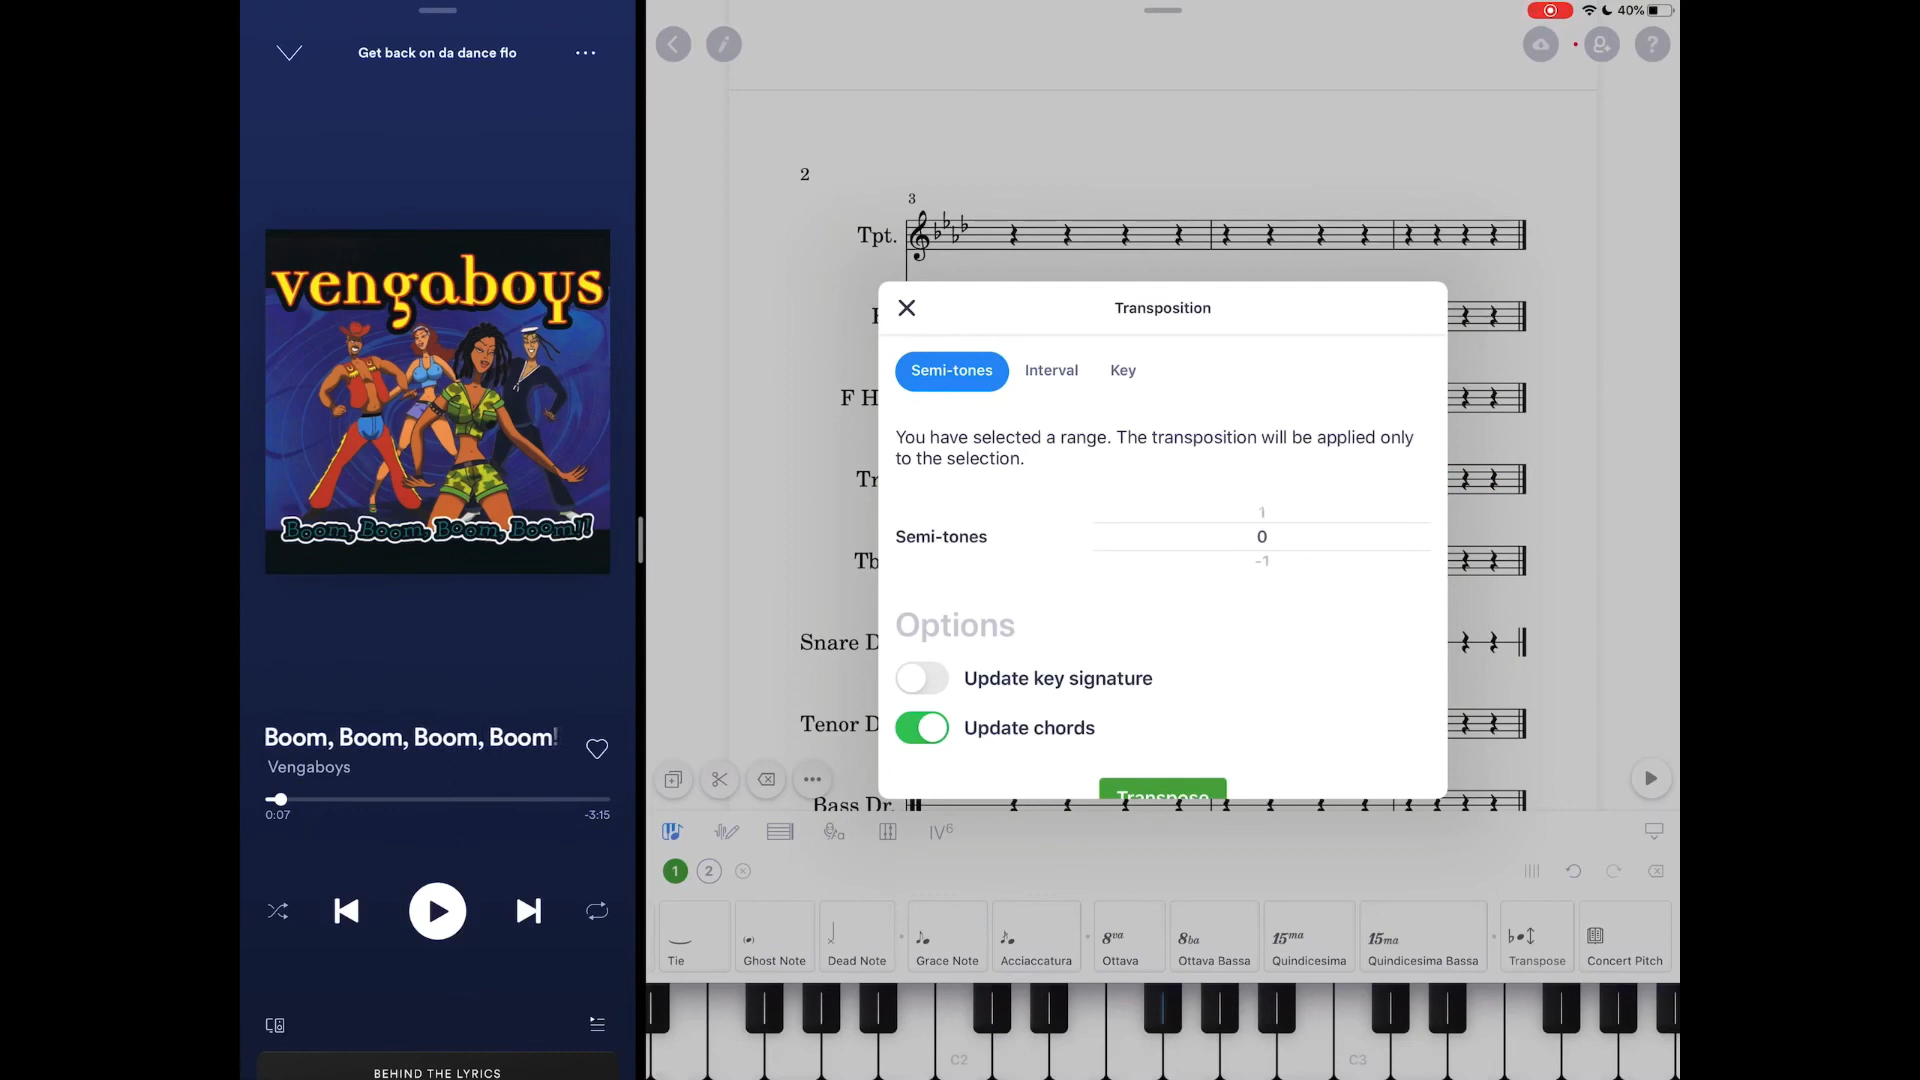 Get back on da dance flo
vengaboys
Boom, Boom, Boom, Boom!!
Boom, Boom, Boom, Boom!
Vengaboys
0:07
-3:15
BEHIND THE LYRICS
40%
2
3
Tpt.
F H
Tr
Tb
Snare D
Tenor D
Bass Dr.
Transposition
Semi-tones
Interval
Key
You have selected a range. The transposition will be applied only
to the selection.
1
Semi-tones
0
-1
Options
Update key signature
Update chords
Transpose
IV6
1
2
Tie
Ghost Note
Dead Note
Grace Note
Acciaccatura
8va
Ottava
8ba
Ottava Bassa
15ma
Quindicesima
15ma
Quindicesima Bassa
Transpose
Concert Pitch
C2
C3